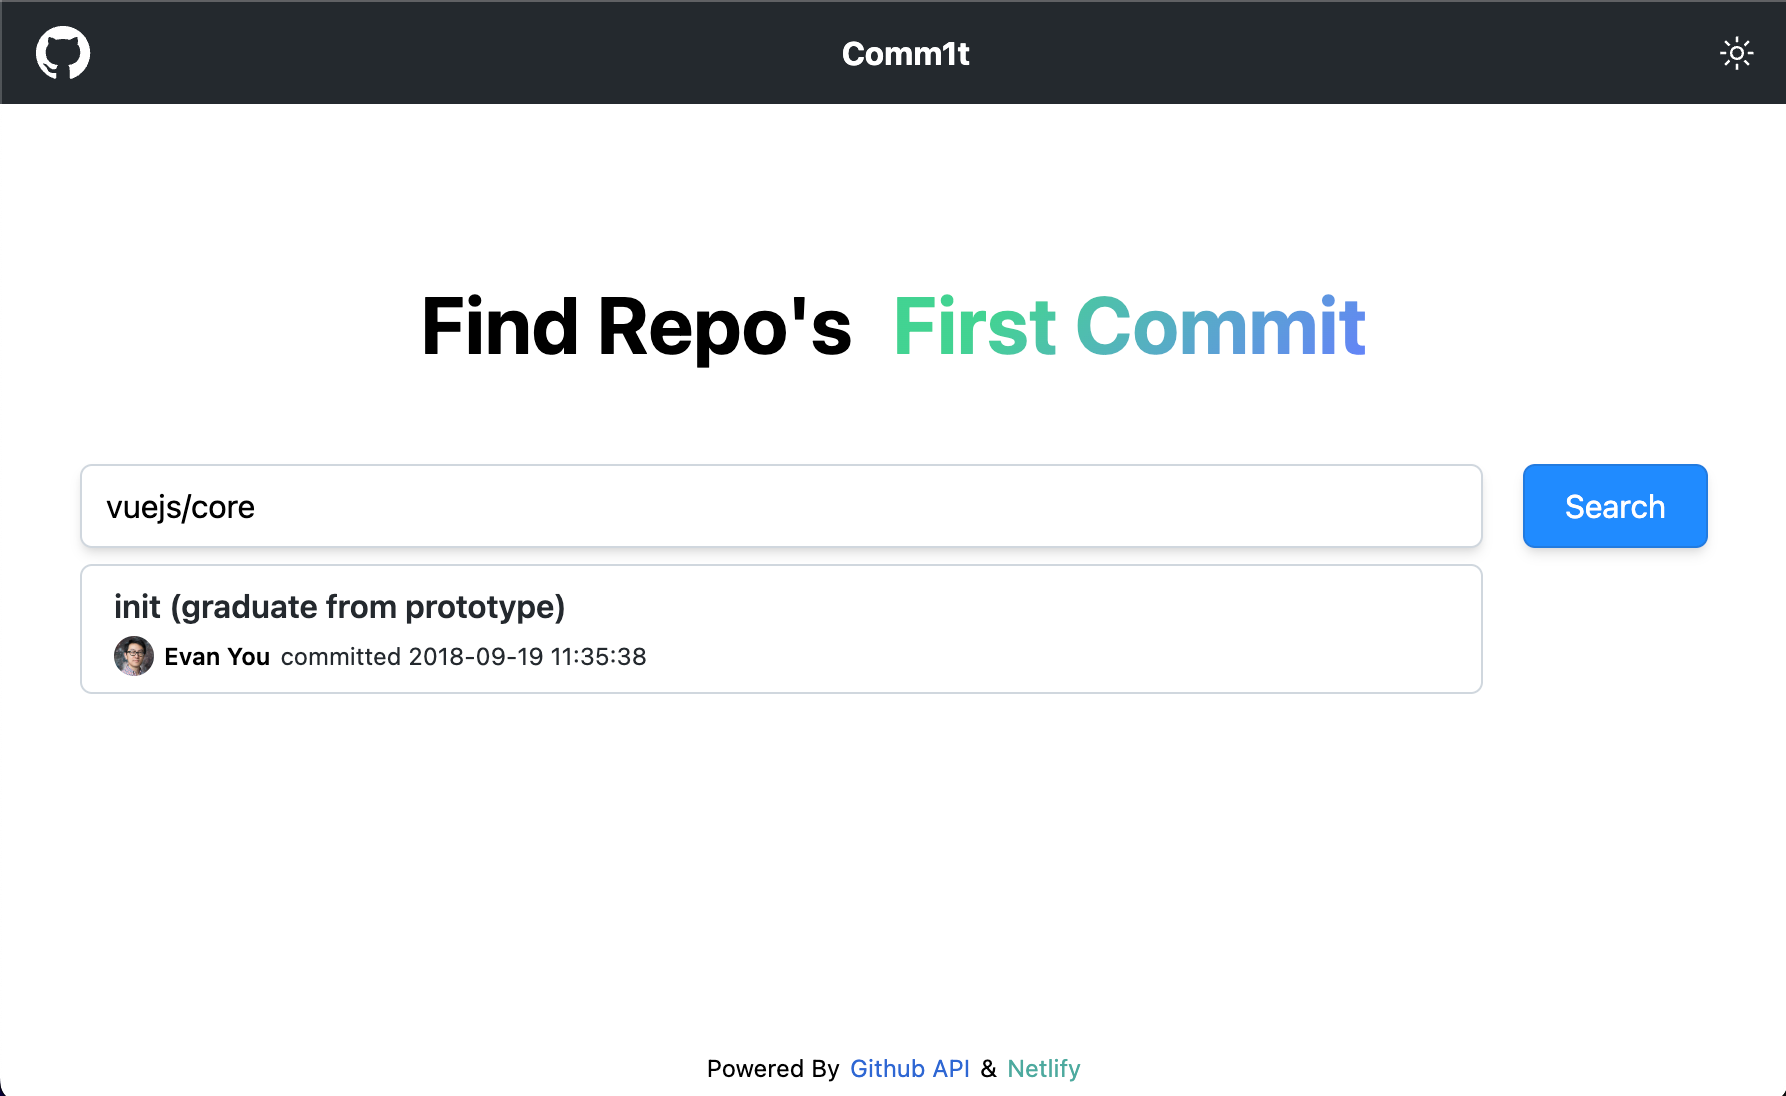 Comm1t
Find Repo's First Commit
vuejs/core
Search
init (graduate from prototype)
Evan You committed 2018-09-19 11:35:38
Powered By Github API & Netlify